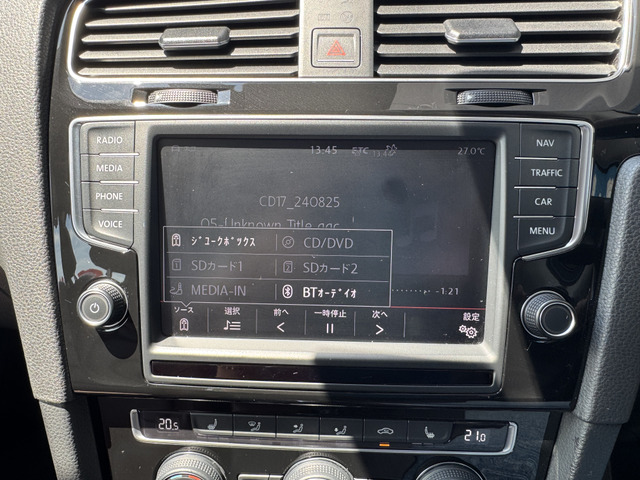 RADIO
MEDIA
PHONE
VOICE
NAV
TRAFFIC
CAR
MENU
13:45 ETC 27.0℃
CD17_240825
ｼﾞｭｰｸﾎﾞｯｸｽ CD/DVD
SDカード1 SDカード2
MEDIA-IN BTｵｰﾃﾞｨｵ
-1:21
ソース 選択 前へ 一時停止 次へ 設定
20.5 21.0